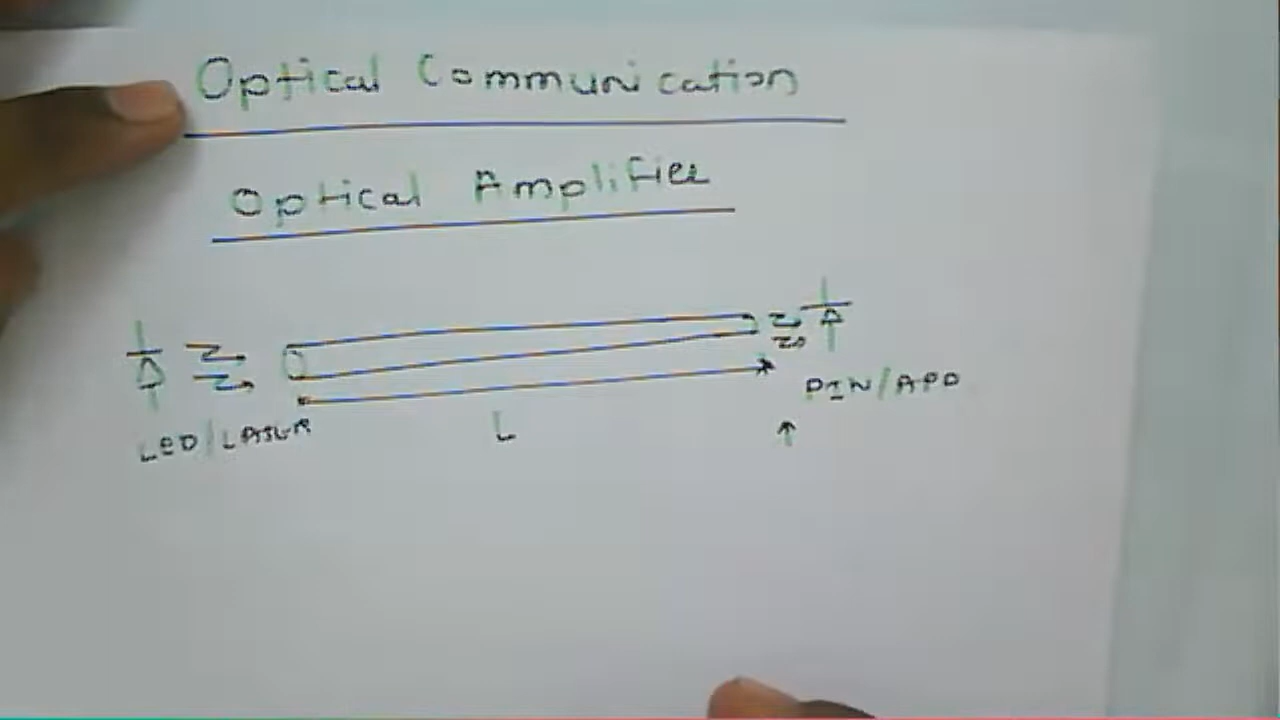 Optical Communication
Optical Amplifier
LED/LASER
L
PIN/APD